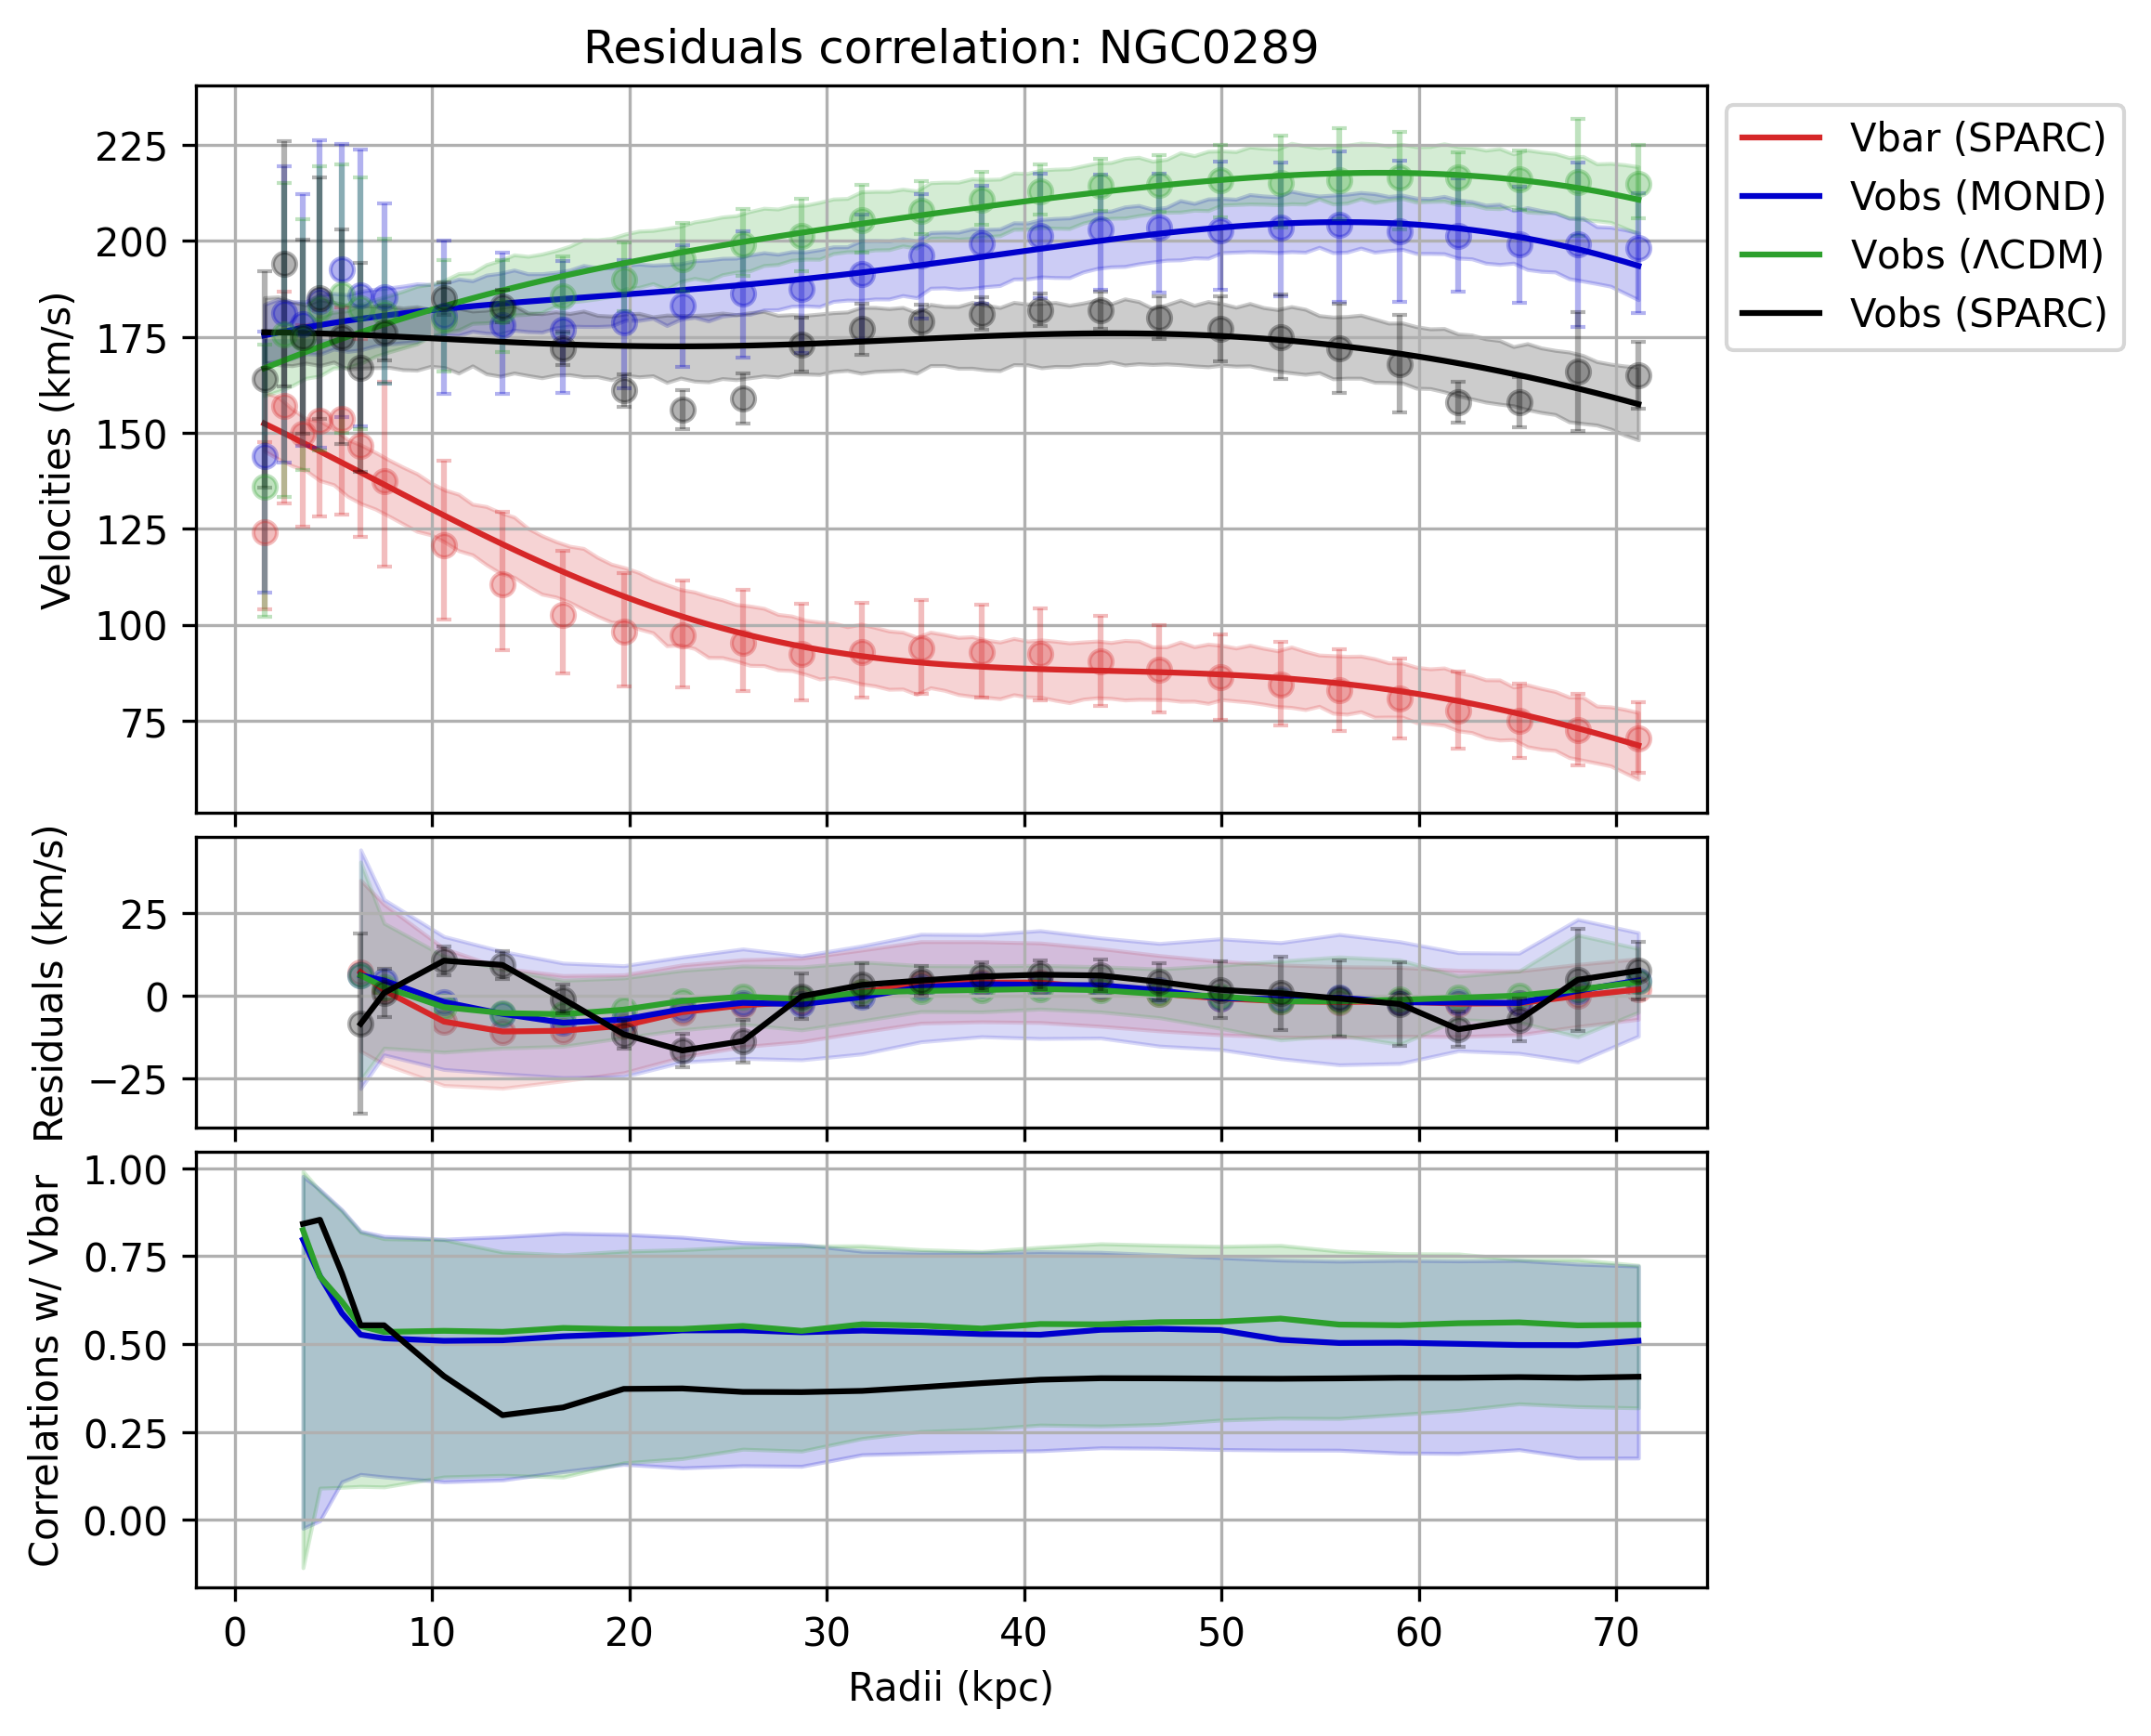 Residuals correlation: NGC0289
Velocities (km/s)
225
200
175
150
125
100
75
Vbar (SPARC)
Vobs (MOND)
Vobs (ΛCDM)
Vobs (SPARC)
Residuals (km/s)
25
0
−25
Correlations w/ Vbar
1.00
0.75
0.50
0.25
0.00
0 10 20 30 40 50 60 70
Radii (kpc)